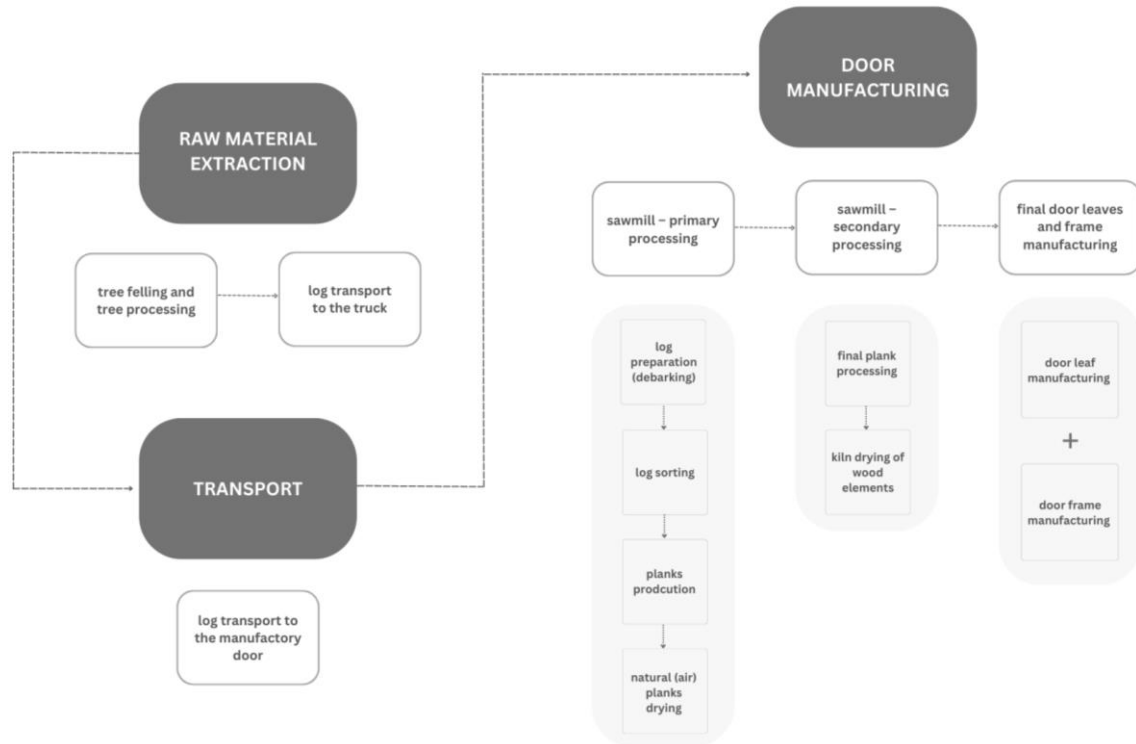 RAW MATERIAL
EXTRACTION
tree felling and
tree processing
log transport
to the truck
TRANSPORT
log transport to
the manufactory
door
DOOR
MANUFACTURING
sawmill – primary
processing
sawmill –
secondary
processing
final door leaves
and frame
manufacturing
log
preparation
(debarking)
log sorting
planks
prodcution
natural (air)
planks
drying
final plank
processing
kiln drying of
wood
elements
door leaf
manufacturing
+
door frame
manufacturing